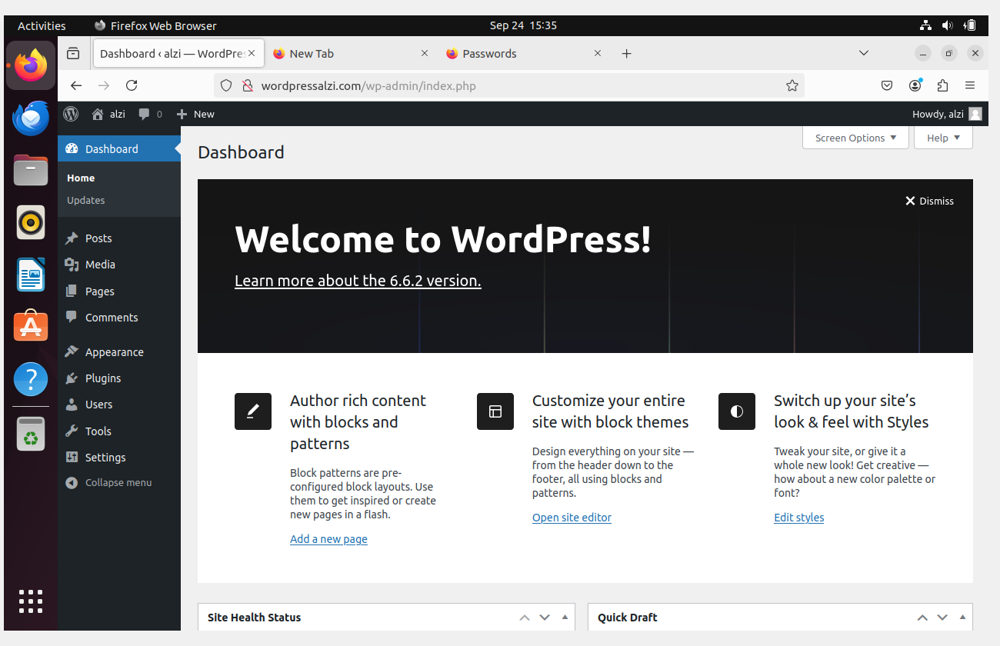 Activities
Firefox Web Browser
Sep 24 15:35
Dashboard ‹ alzi — WordPres
New Tab
Passwords
wordpressalzi.com/wp-admin/index.php
alzi
0
New
Howdy, alzi
Dashboard
Home
Updates
Posts
Media
Pages
Comments
Appearance
Plugins
Users
Tools
Settings
Collapse menu
Screen Options
Help
Dashboard
Dismiss
Welcome to WordPress!
Learn more about the 6.6.2 version.
Author rich content
with blocks and
patterns
Block patterns are pre-
configured block layouts. Use
them to get inspired or create
new pages in a flash.
Add a new page
Customize your entire
site with block themes
Design everything on your site —
from the header down to the
footer, all using blocks and
patterns.
Open site editor
Switch up your site’s
look & feel with Styles
Tweak your site, or give it a
whole new look! Get creative —
how about a new color palette or
font?
Edit styles
Site Health Status
Quick Draft